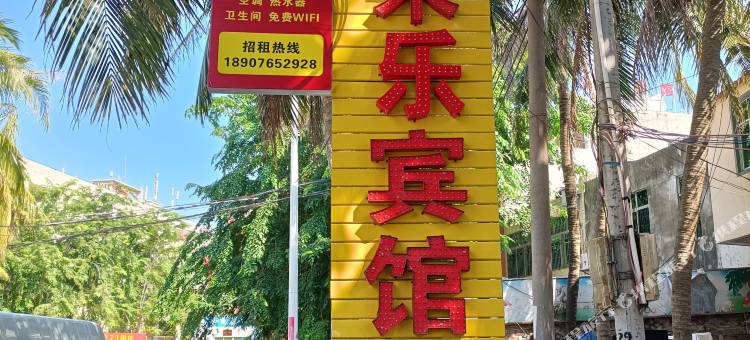 空调 热水器
卫生间 免费WIFI
招租热线
18907652928
乐
宾
馆
29